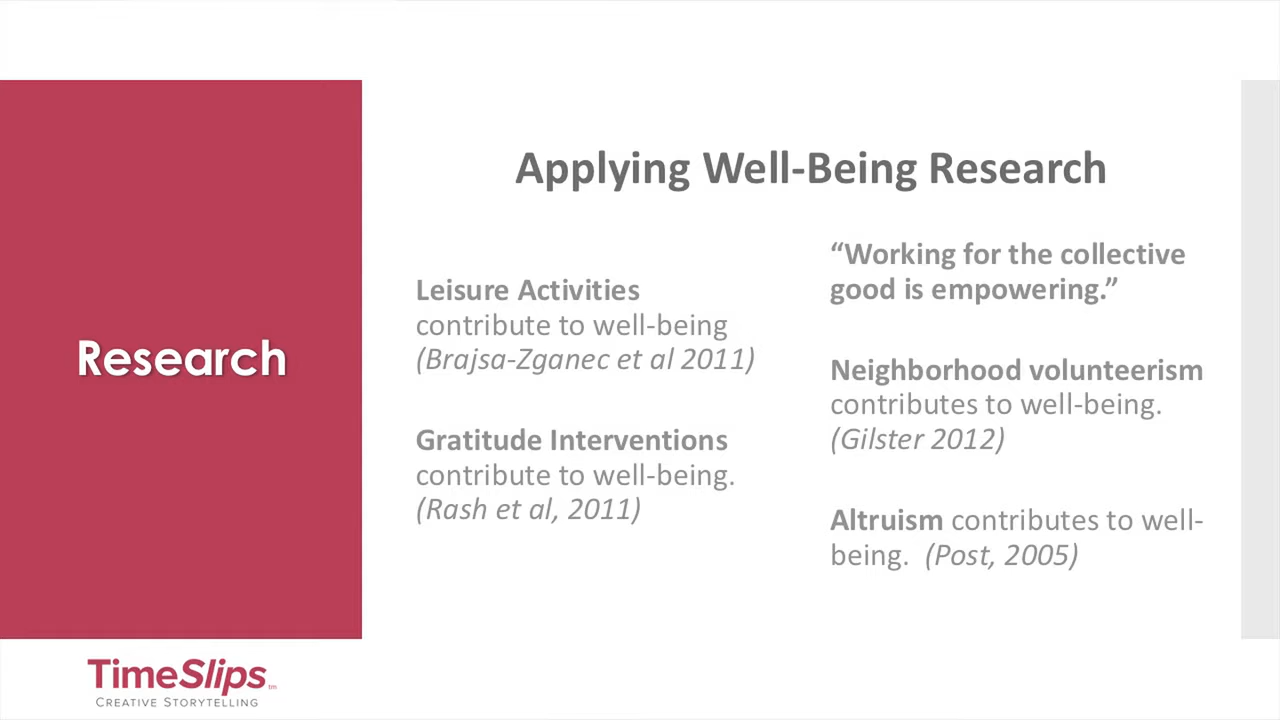 Applying Well-Being Research
Research
Leisure Activities
contribute to well-being
(Brajsa-Zganec et al 2011)
Gratitude Interventions
contribute to well-being.
(Rash et al, 2011)
“Working for the collective
good is empowering.”
Neighborhood volunteerism
contributes to well-being.
(Gilster 2012)
Altruism contributes to well-
being.  (Post, 2005)
TimeSlips tm
CREATIVE STORYTELLING